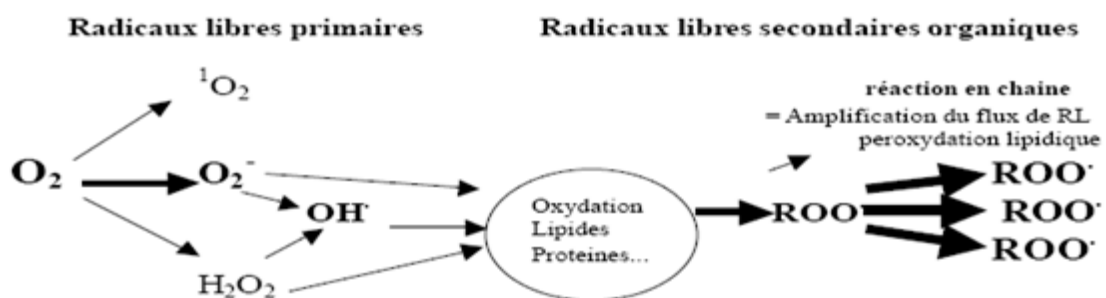 Radicaux libres primaires
Radicaux libres secondaires organiques
¹O₂
réaction en chaine
= Amplification du flux de RL
peroxydation lipidique
O₂
O₂⁻
OH·
H₂O₂
Oxydation
Lipides
Proteines...
ROO·
ROO·
ROO·
ROO·